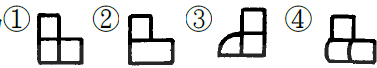 ① ② ③ ④